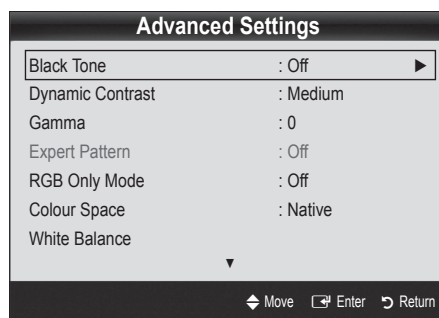 Advanced Settings
Black Tone : Off ▶
Dynamic Contrast : Medium
Gamma : 0
Expert Pattern : Off
RGB Only Mode : Off
Colour Space : Native
White Balance
▼
Move Enter Return